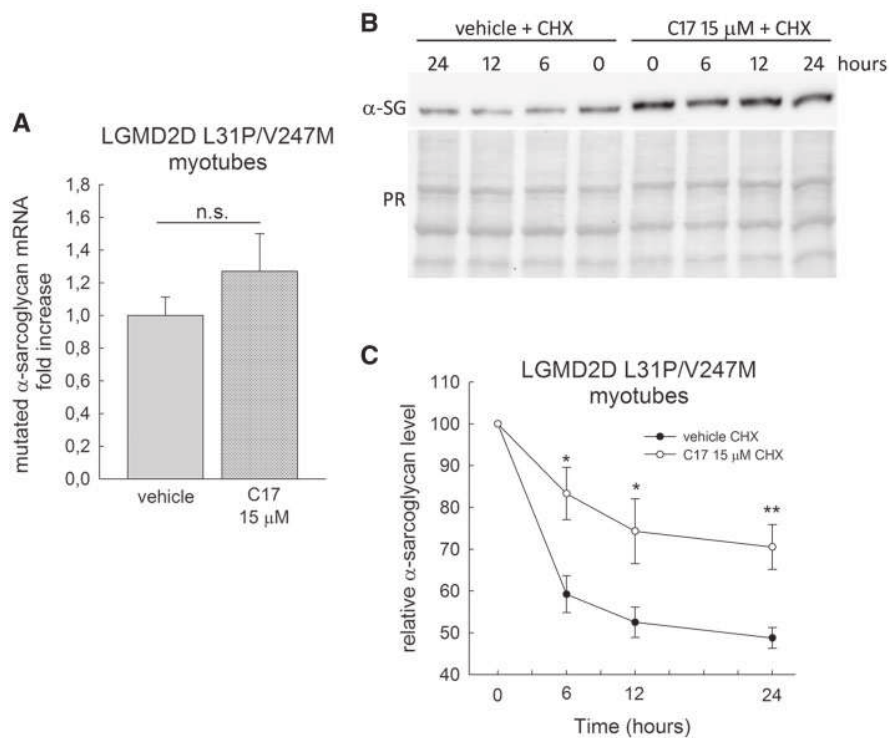 A
LGMD2D L31P/V247M
myotubes
mutated α-sarcoglycan mRNA
fold increase
1,8
1,6
1,4
1,2
1,0
0,8
0,6
0,4
0,2
0,0
n.s.
vehicle
C17
15 μM
B
vehicle + CHX
C17 15 μM + CHX
24 12 6 0 0 6 12 24 hours
α-SG
PR
C
LGMD2D L31P/V247M
myotubes
relative α-sarcoglycan level
110
100
90
80
70
60
50
40
vehicle CHX
C17 15 μM CHX
*
*
**
0 6 12 24
Time (hours)